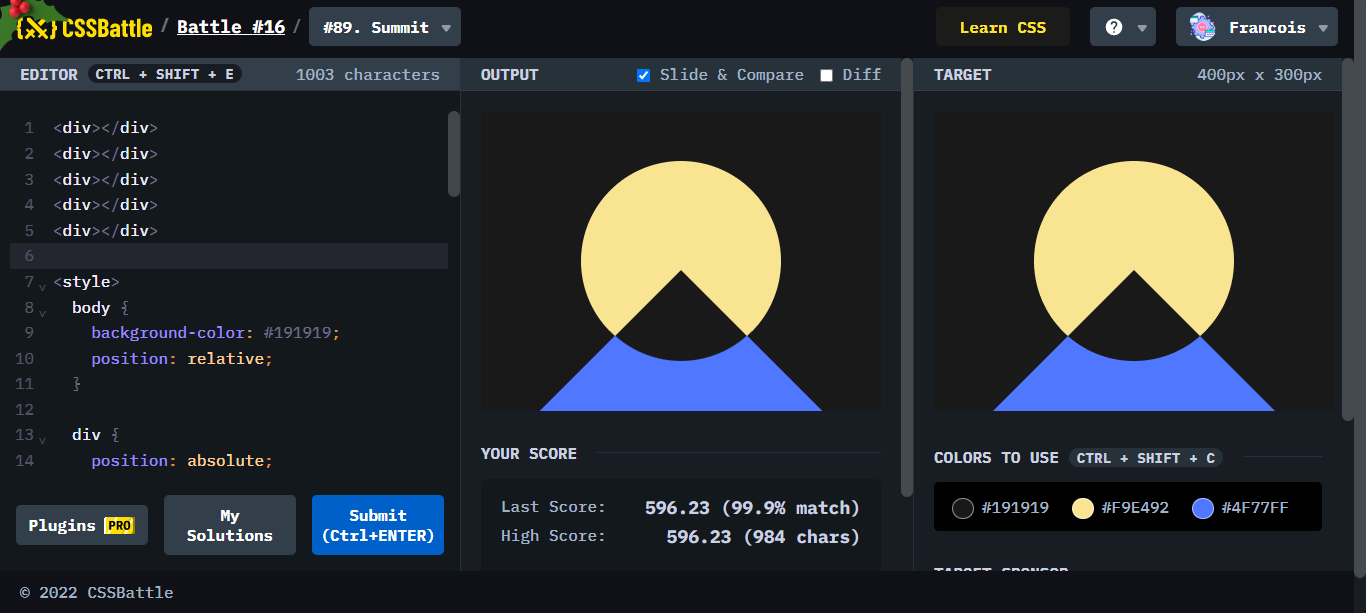 {X} CSSBattle / Battle #16 / #89. Summit Learn CSS ? Francois
EDITOR CTRL + SHIFT + E 1003 characters OUTPUT Slide & Compare Diff TARGET 400px x 300px
1 <div></div>
2 <div></div>
3 <div></div>
4 <div></div>
5 <div></div>
6
7 <style>
8 body {
9 background-color: #191919;
10 position: relative;
11 }
12
13 div {
14 position: absolute;
Plugins PRO
My Solutions
Submit (Ctrl+ENTER)
YOUR SCORE
Last Score: 596.23 (99.9% match)
High Score: 596.23 (984 chars)
COLORS TO USE CTRL + SHIFT + C
#191919 #F9E492 #4F77FF
TARGET SPONSOR
© 2022 CSSBattle